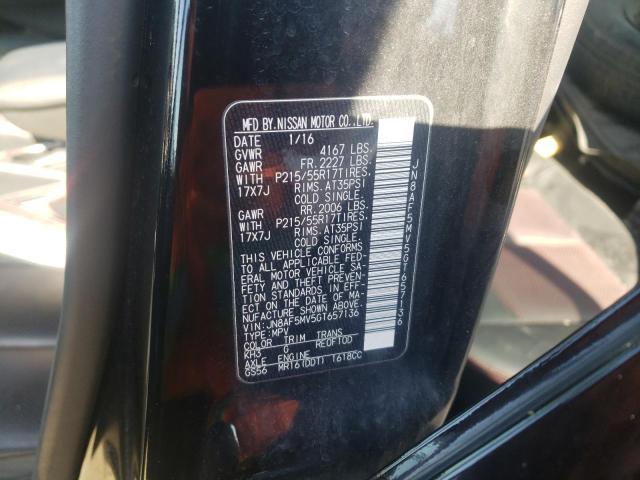 MFD BY.NISSAN MOTOR CO.,LTD.
DATE 1/16
GVWR 4167 LBS.
GAWR FR. 2227 LBS
WITH P215/55R17TIRES,
17X7J RIMS. AT35PSI
COLD SINGLE.
GAWR RR. 2006 LBS.
WITH P215/55R17TIRES,
17X7J RIMS. AT35PSI
COLD SINGLE.
THIS VEHICLE CONFORMS
TO ALL APPLICABLE FED-
ERAL MOTOR VEHICLE SA-
FETY AND THEFT PREVEN-
TION STANDARDS IN EFF-
ECT ON THE DATE OF MA-
NUFACTURE SHOWN ABOVE.
VIN:JN8AF5MV5GT657136
TYPE:MPV
COLOR TRIM TRANS
KH3 G RE0F10D
AXLE ENGINE
GS56 MR16(DDT) 1618CC
JN8AF5MV5GT657136